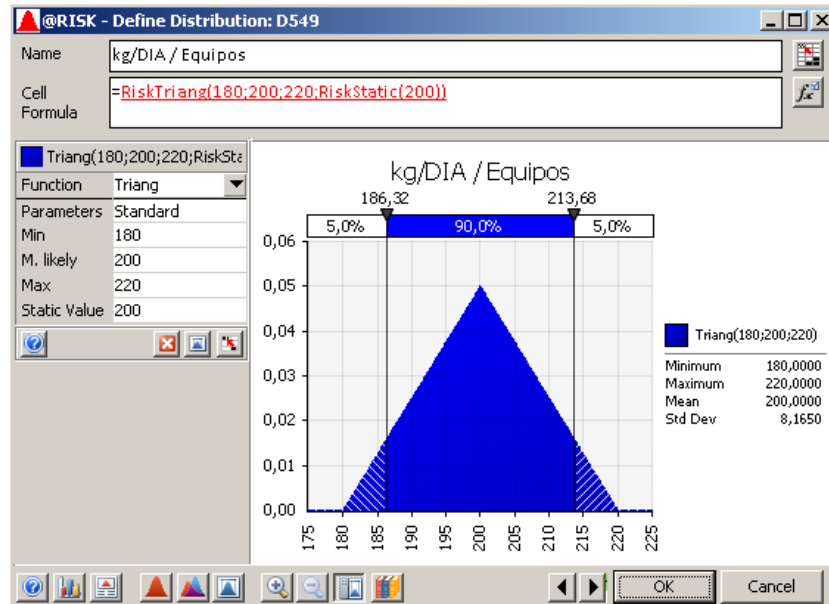 @RISK - Define Distribution: D549
Name
kg/DIA / Equipos
Cell Formula
=RiskTriang(180;200;220;RiskStatic(200))
Triang(180;200;220;RiskSta
Function Triang
Parameters Standard
Min 180
M. likely 200
Max 220
Static Value 200
kg/DIA / Equipos
186,32 213,68
5,0% 90,0% 5,0%
0,06
0,05
0,04
0,03
0,02
0,01
0,00
175 180 185 190 195 200 205 210 215 220 225
Triang(180;200;220)
Minimum 180,0000
Maximum 220,0000
Mean 200,0000
Std Dev 8,1650
OK Cancel